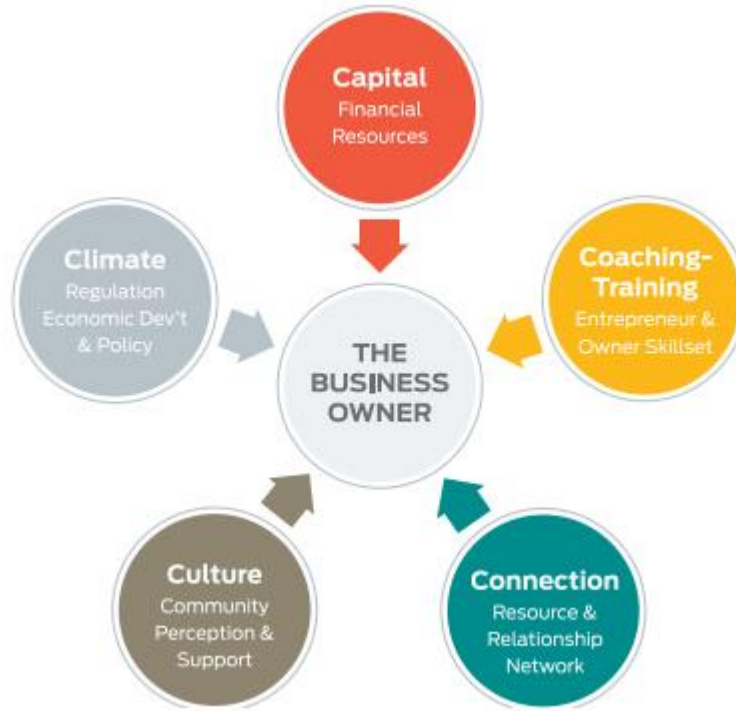 Capital
Financial
Resources
Climate
Regulation
Economic Dev't
& Policy
Coaching-
Training
Entrepreneur &
Owner Skillset
THE
BUSINESS
OWNER
Culture
Community
Perception &
Support
Connection
Resource &
Relationship
Network